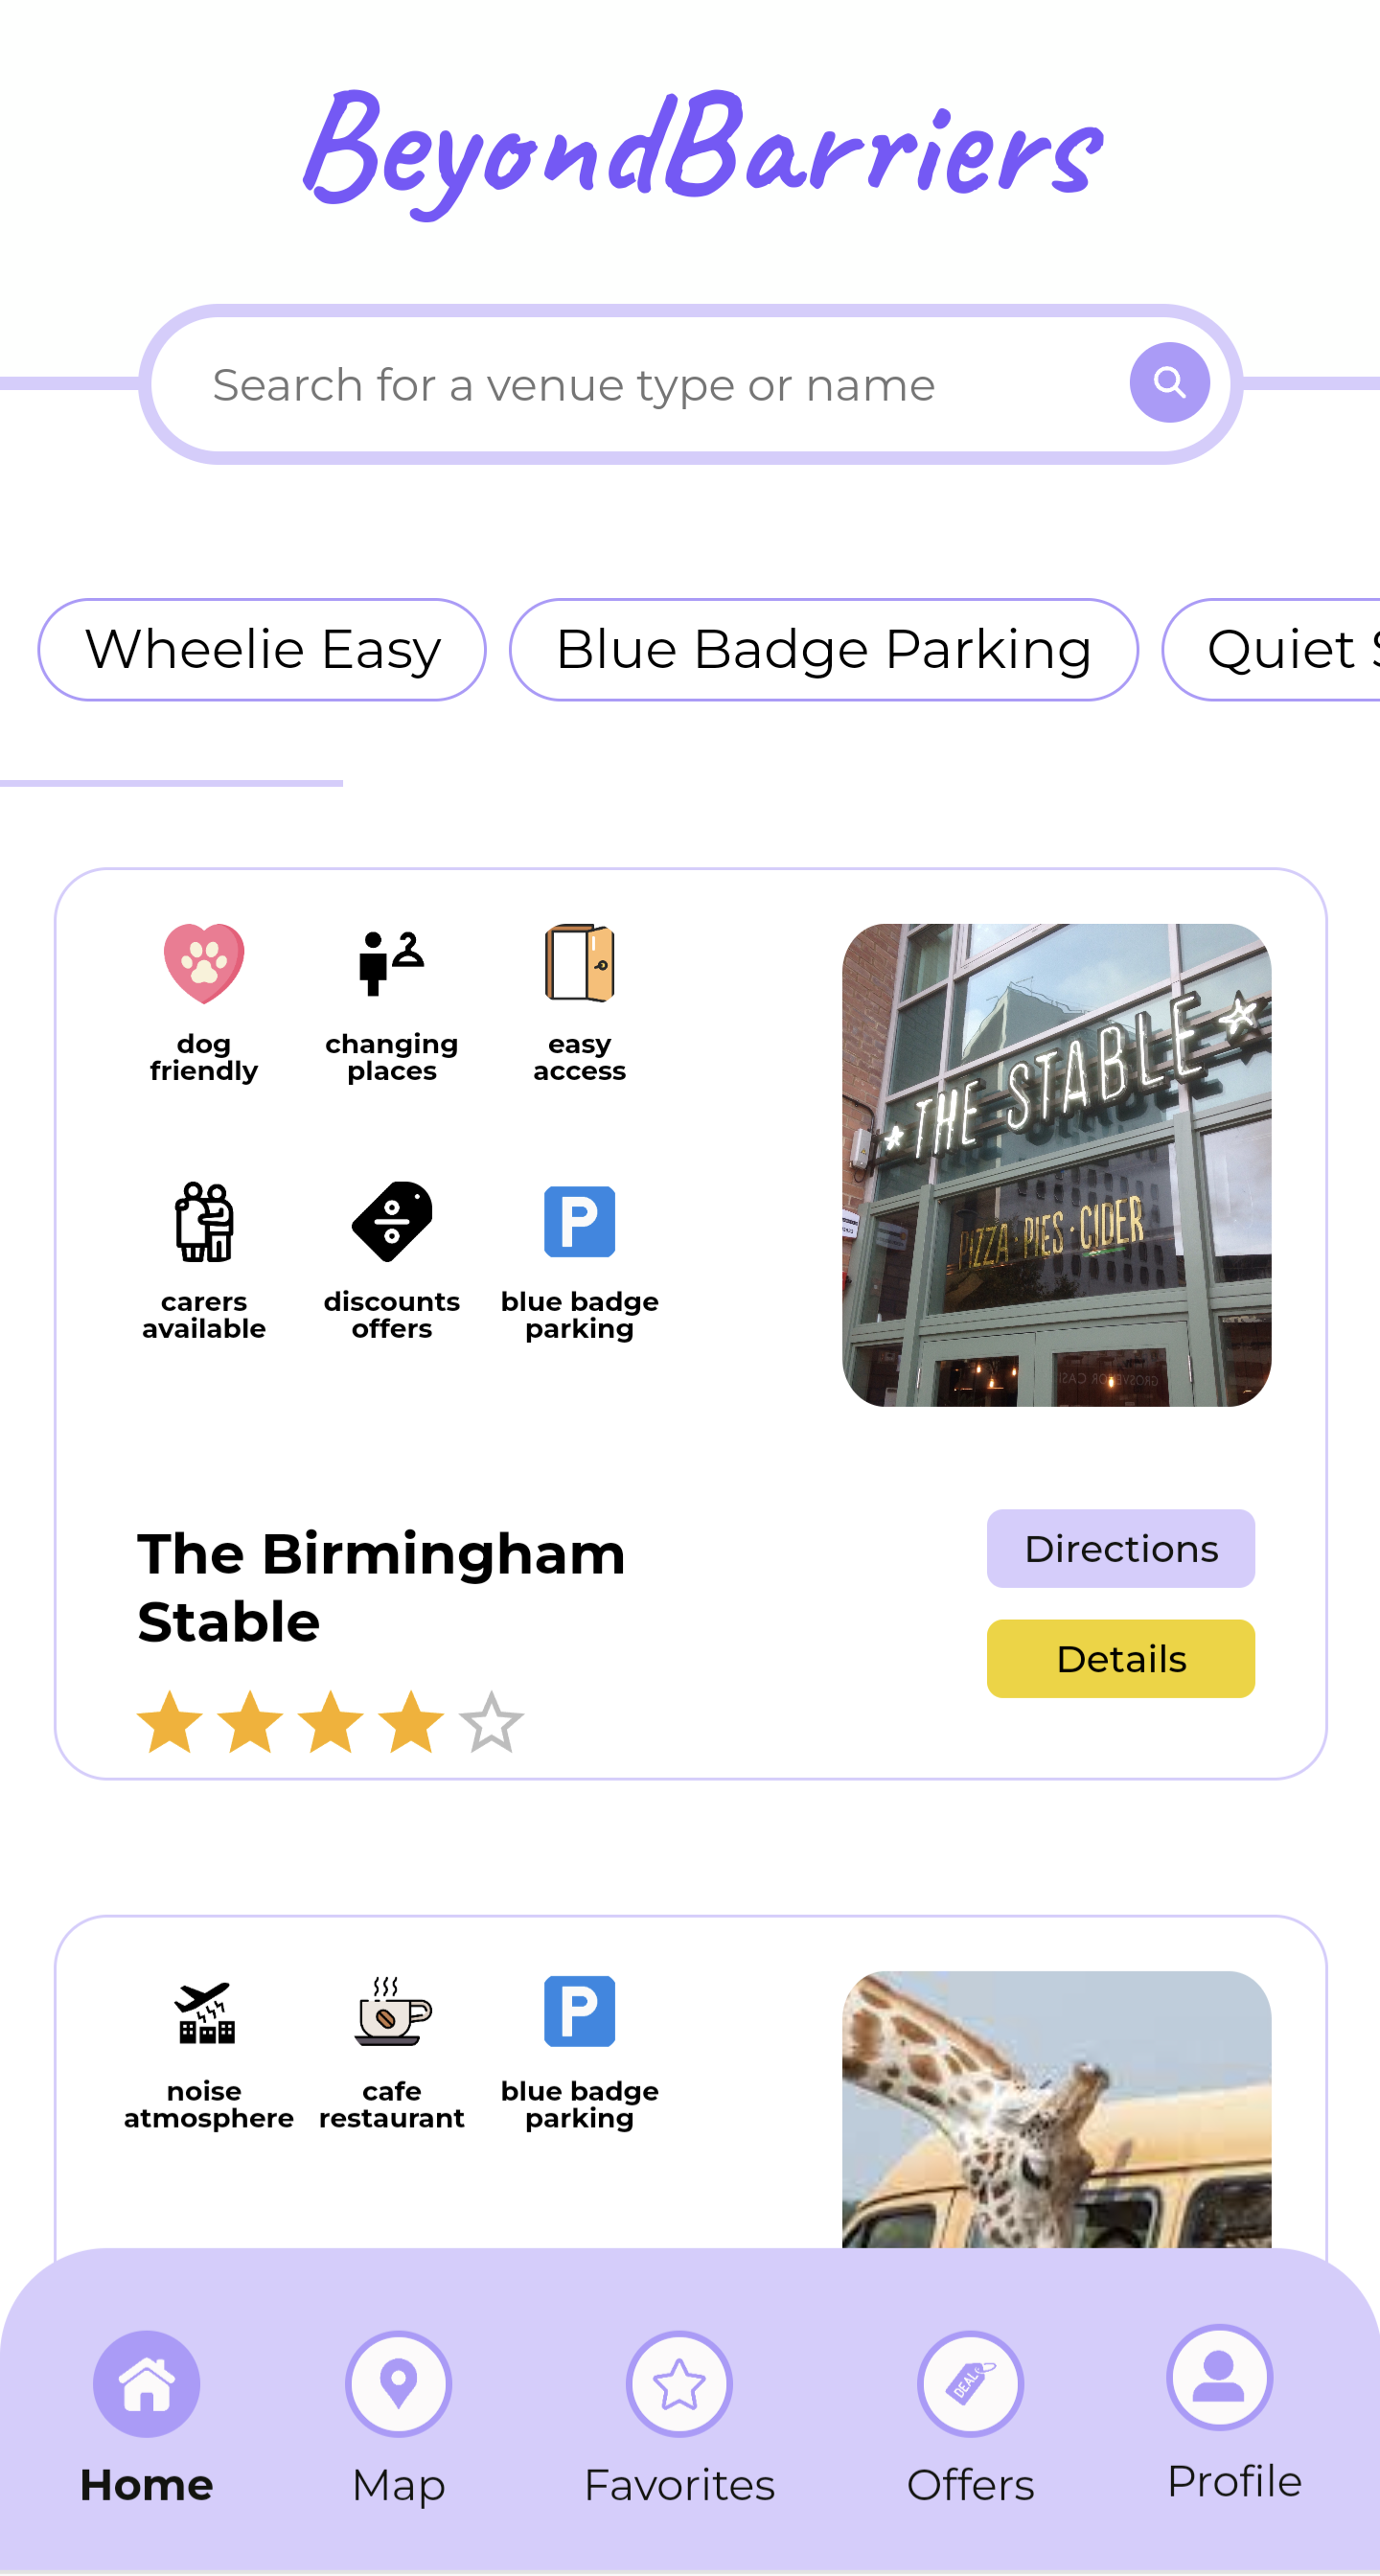 BeyondBarriers
Search for a venue type or name
Wheelie Easy
Blue Badge Parking
Quiet S
dog
friendly
changing
places
easy
access
carers
available
discounts
offers
P
blue badge
parking
THE STABLE
PIZZA · PIES · CIDER
The Birmingham
Stable
Directions
Details
noise
atmosphere
cafe
restaurant
P
blue badge
parking
Home
Map
Favorites
DEAL
Offers
Profile